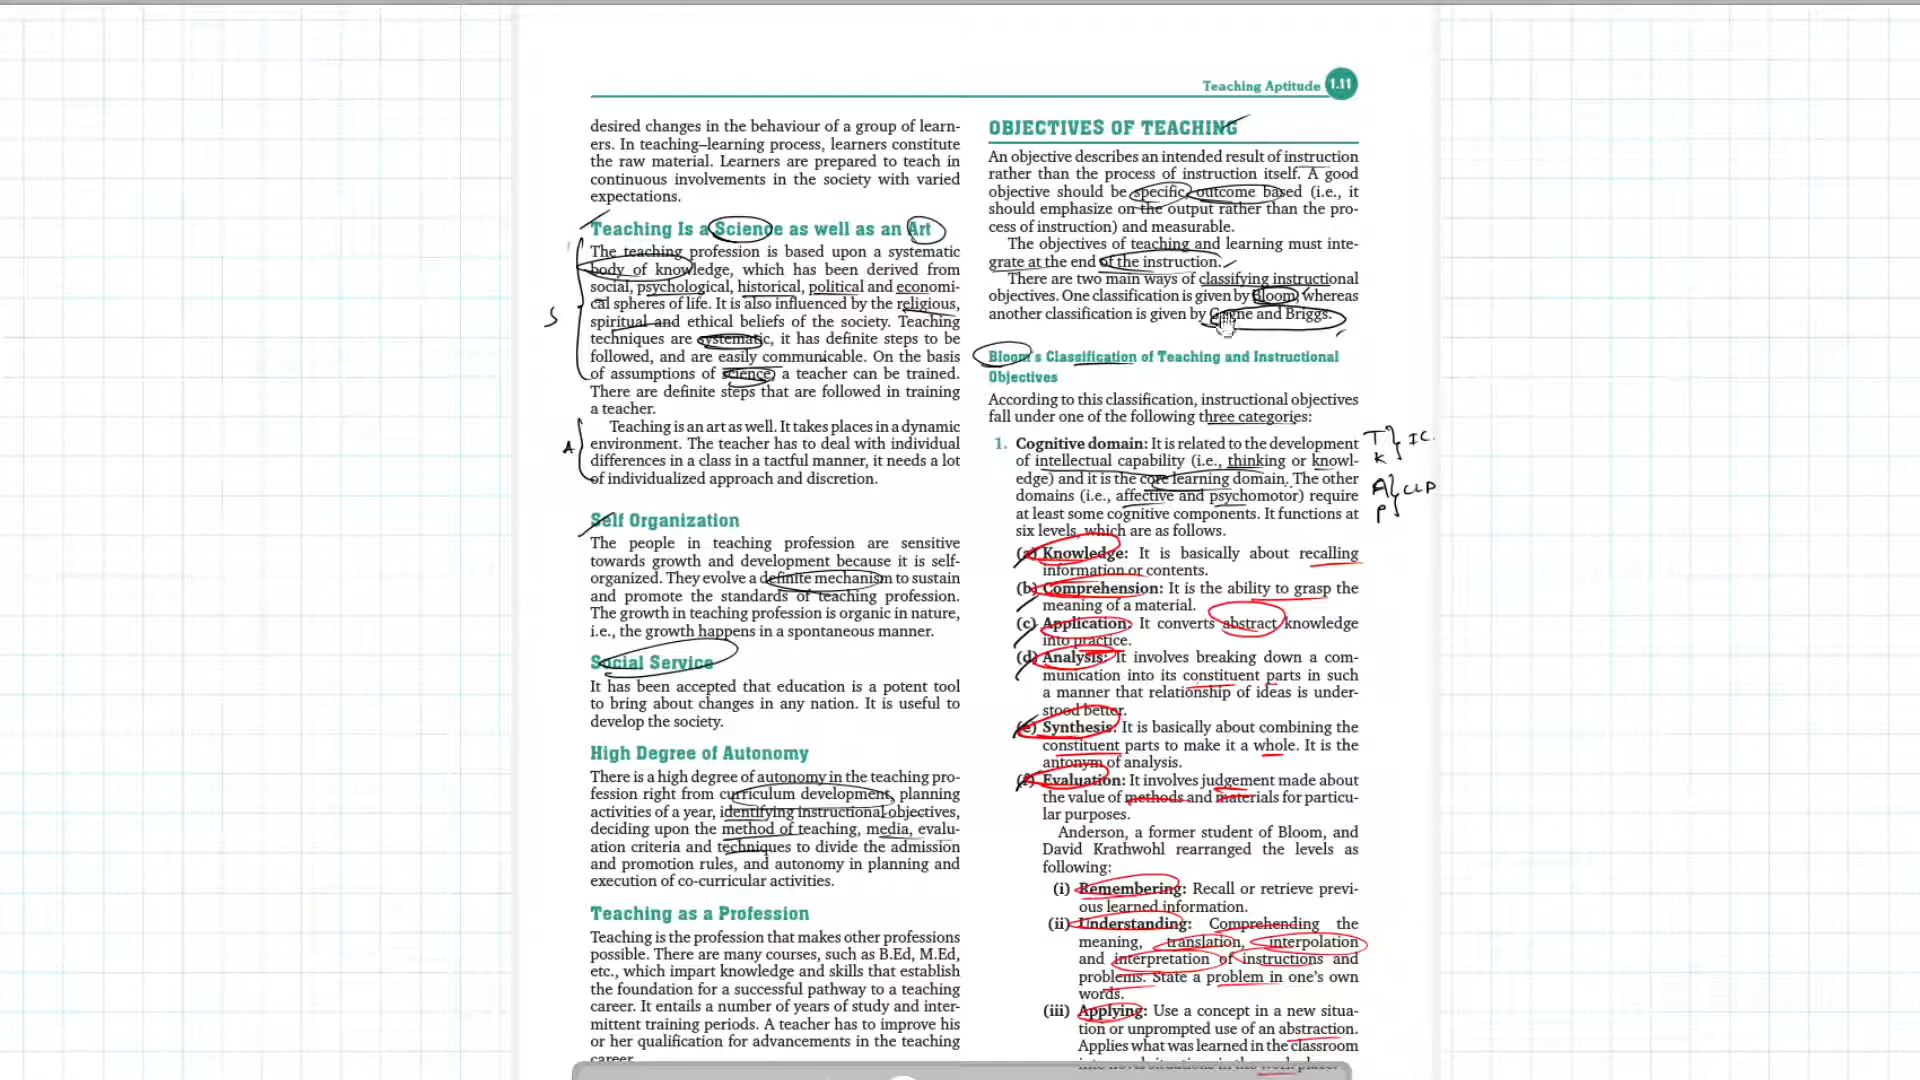 Teaching Aptitude 1.11
desired changes in the behaviour of a group of learn-
ers. In teaching–learning process, learners constitute
the raw material. Learners are prepared to teach in
continuous involvements in the society with varied
expectations.
Teaching Is a Science as well as an Art
The teaching profession is based upon a systematic
body of knowledge, which has been derived from
social, psychological, historical, political and economi-
cal spheres of life. It is also influenced by the religious,
spiritual and ethical beliefs of the society. Teaching
techniques are systematic, it has definite steps to be
followed, and are easily communicable. On the basis
of assumptions of science, a teacher can be trained.
There are definite steps that are followed in training
a teacher.
S
Teaching is an art as well. It takes places in a dynamic
environment. The teacher has to deal with individual
differences in a class in a tactful manner, it needs a lot
of individualized approach and discretion.
A
Self Organization
The people in teaching profession are sensitive
towards growth and development because it is self-
organized. They evolve a definite mechanism to sustain
and promote the standards of teaching profession.
The growth in teaching profession is organic in nature,
i.e., the growth happens in a spontaneous manner.
Social Service
It has been accepted that education is a potent tool
to bring about changes in any nation. It is useful to
develop the society.
High Degree of Autonomy
There is a high degree of autonomy in the teaching pro-
fession right from curriculum development, planning
activities of a year, identifying instructional objectives,
deciding upon the method of teaching, media, evalu-
ation criteria and techniques to divide the admission
and promotion rules, and autonomy in planning and
execution of co-curricular activities.
Teaching as a Profession
Teaching is the profession that makes other professions
possible. There are many courses, such as B.Ed, M.Ed,
etc., which impart knowledge and skills that establish
the foundation for a successful pathway to a teaching
career. It entails a number of years of study and inter-
mittent training periods. A teacher has to improve his
or her qualification for advancements in the teaching
career.
OBJECTIVES OF TEACHING
An objective describes an intended result of instruction
rather than the process of instruction itself. A good
objective should be specific, outcome based (i.e., it
should emphasize on the output rather than the pro-
cess of instruction) and measurable.
The objectives of teaching and learning must inte-
grate at the end of the instruction.
There are two main ways of classifying instructional
objectives. One classification is given by Bloom, whereas
another classification is given by Gagne and Briggs.
Bloom's Classification of Teaching and Instructional
Objectives
According to this classification, instructional objectives
fall under one of the following three categories:
1. Cognitive domain: It is related to the development
of intellectual capability (i.e., thinking or knowl-
edge) and it is the core learning domain. The other
domains (i.e., affective and psychomotor) require
at least some cognitive components. It functions at
six levels, which are as follows.
T
K } IC.
A
P } CLP
(a) Knowledge: It is basically about recalling
information or contents.
(b) Comprehension: It is the ability to grasp the
meaning of a material.
(c) Application: It converts abstract knowledge
into practice.
(d) Analysis: It involves breaking down a com-
munication into its constituent parts in such
a manner that relationship of ideas is under-
stood better.
(e) Synthesis: It is basically about combining the
constituent parts to make it a whole. It is the
antonym of analysis.
(f) Evaluation: It involves judgement made about
the value of methods and materials for particu-
lar purposes.
Anderson, a former student of Bloom, and
David Krathwohl rearranged the levels as
following:
(i) Remembering: Recall or retrieve previ-
ous learned information.
(ii) Understanding: Comprehending the
meaning, translation, interpolation
and interpretation of instructions and
problems. State a problem in one's own
words.
(iii) Applying: Use a concept in a new situa-
tion or unprompted use of an abstraction.
Applies what was learned in the classroom